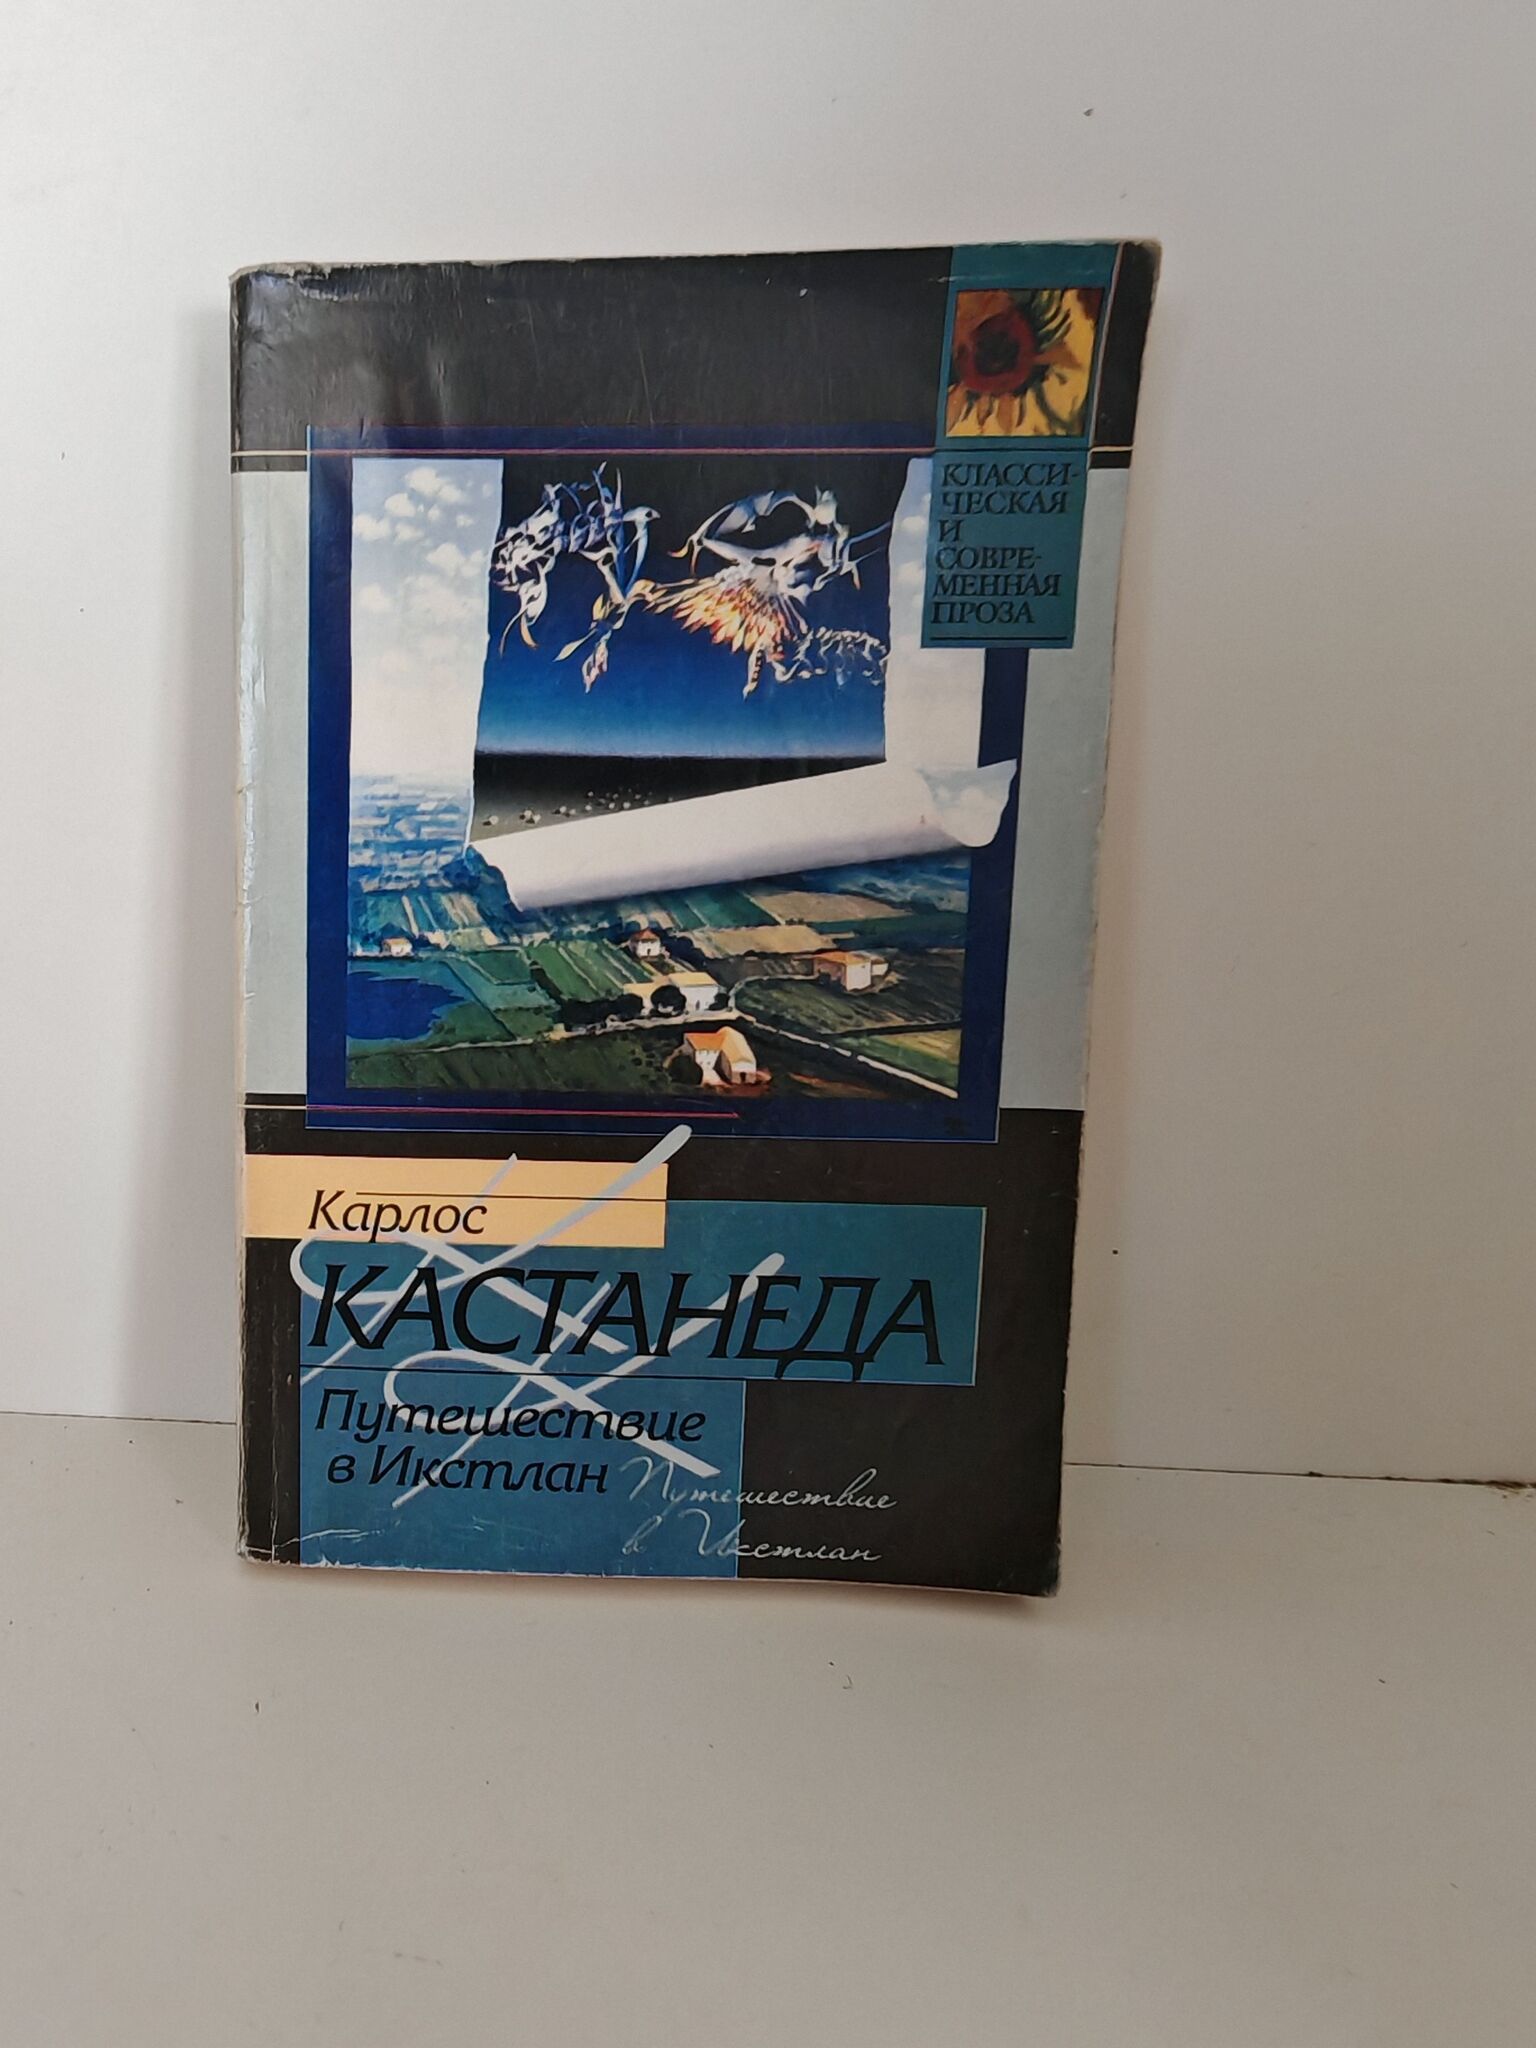 КЛАССИ-
ЧЕСКАЯ
И
СОВРЕ-
МЕННАЯ
ПРОЗА
Карлос
КАСТАНЕДА
Путешествие
в Икстлан
Путешествие
в Икстлан